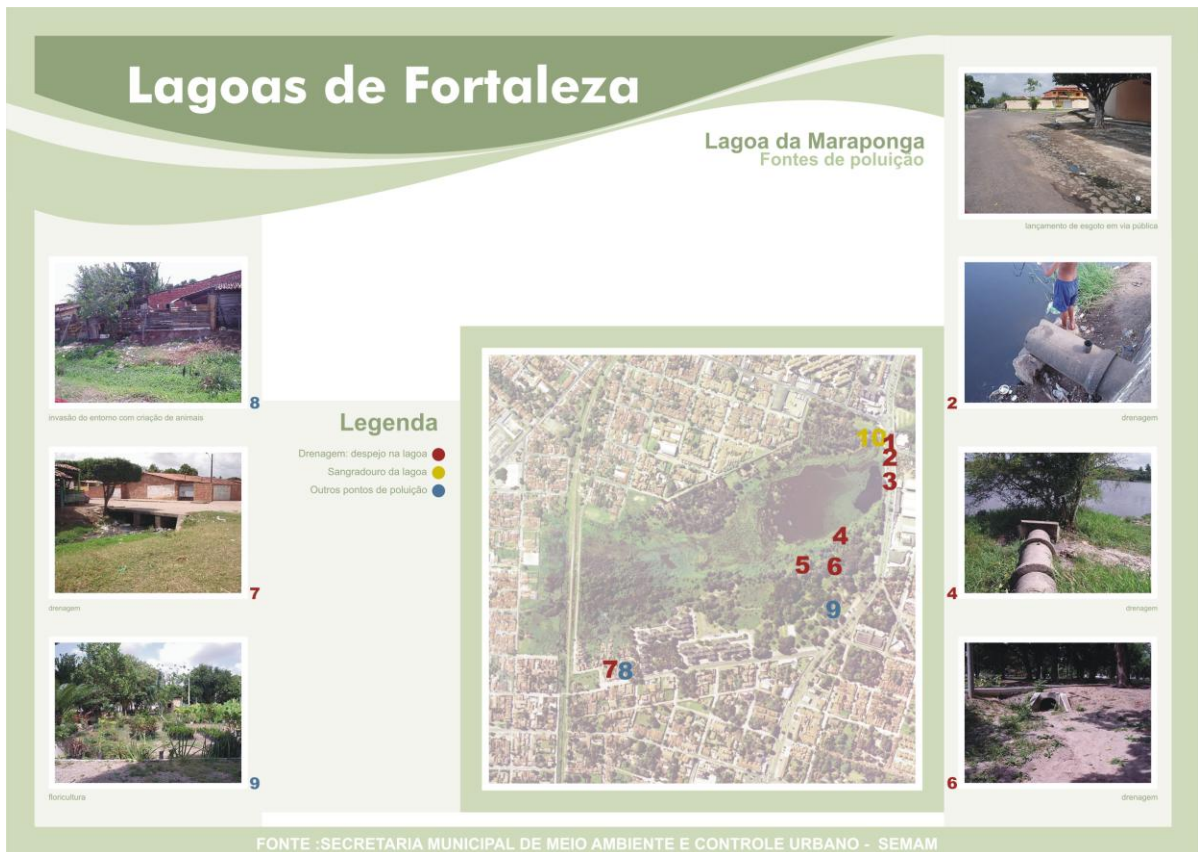 Lagoas de Fortaleza
Lagoa da Maraponga
Fontes de poluição
lançamento de esgoto em via pública
8
invasão do entorno com criação de animais
2
drenagem
Legenda
Drenagem: despejo na lagoa
Sangradouro da lagoa
Outros pontos de poluição
10
1
2
3
4
5
6
9
7
8
7
drenagem
4
drenagem
9
floricultura
6
drenagem
FONTE :SECRETARIA MUNICIPAL DE MEIO AMBIENTE E CONTROLE URBANO - SEMAM